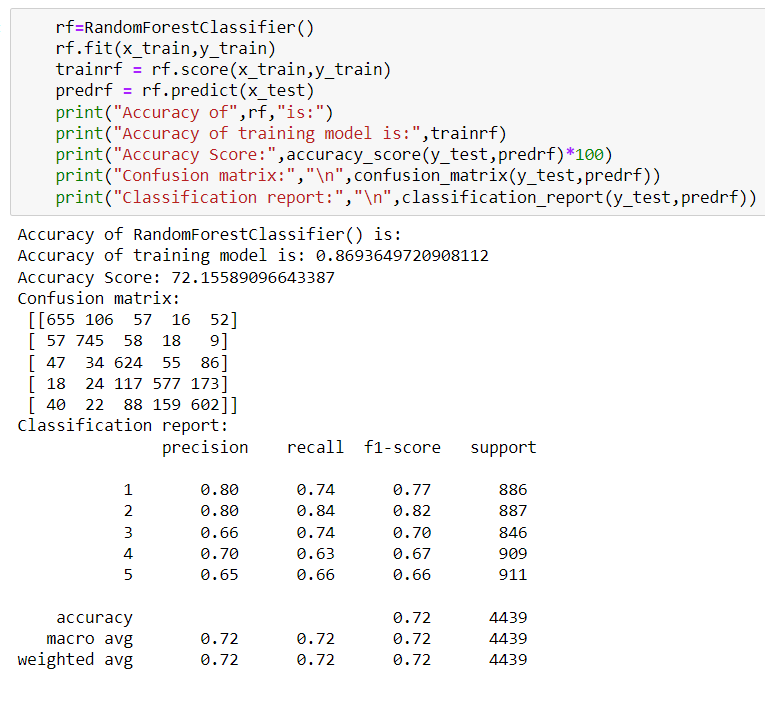 rf=RandomForestClassifier()
rf.fit(x_train,y_train)
trainrf = rf.score(x_train,y_train)
predrf = rf.predict(x_test)
print("Accuracy of",rf,"is:")
print("Accuracy of training model is:",trainrf)
print("Accuracy Score:",accuracy_score(y_test,predrf)*100)
print("Confusion matrix:","\n",confusion_matrix(y_test,predrf))
print("Classification report:","\n",classification_report(y_test,predrf))
Accuracy of RandomForestClassifier() is:
Accuracy of training model is: 0.8693649720908112
Accuracy Score: 72.15589096643387
Confusion matrix:
[[655 106  57  16  52]
[ 57 745  58  18   9]
[ 47  34 624  55  86]
[ 18  24 117 577 173]
[ 40  22  88 159 602]]
Classification report:
precision    recall  f1-score   support
1       0.80      0.74      0.77       886
2       0.80      0.84      0.82       887
3       0.66      0.74      0.70       846
4       0.70      0.63      0.67       909
5       0.65      0.66      0.66       911
accuracy                           0.72      4439
macro avg       0.72      0.72      0.72      4439
weighted avg       0.72      0.72      0.72      4439